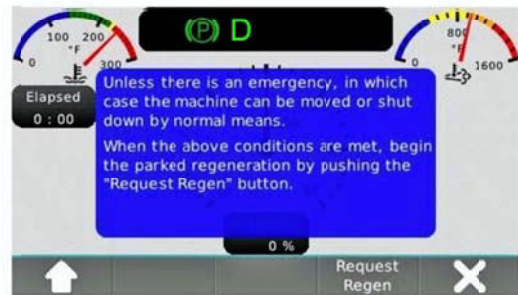 (P) D
100 200
°F
0 300
800
°F
0 1600
Elapsed
0 : 00
Unless there is an emergency, in which
case the machine can be moved or shut
down by normal means.
When the above conditions are met, begin
the parked regeneration by pushing the
"Request Regen" button.
0 %
Request
Regen